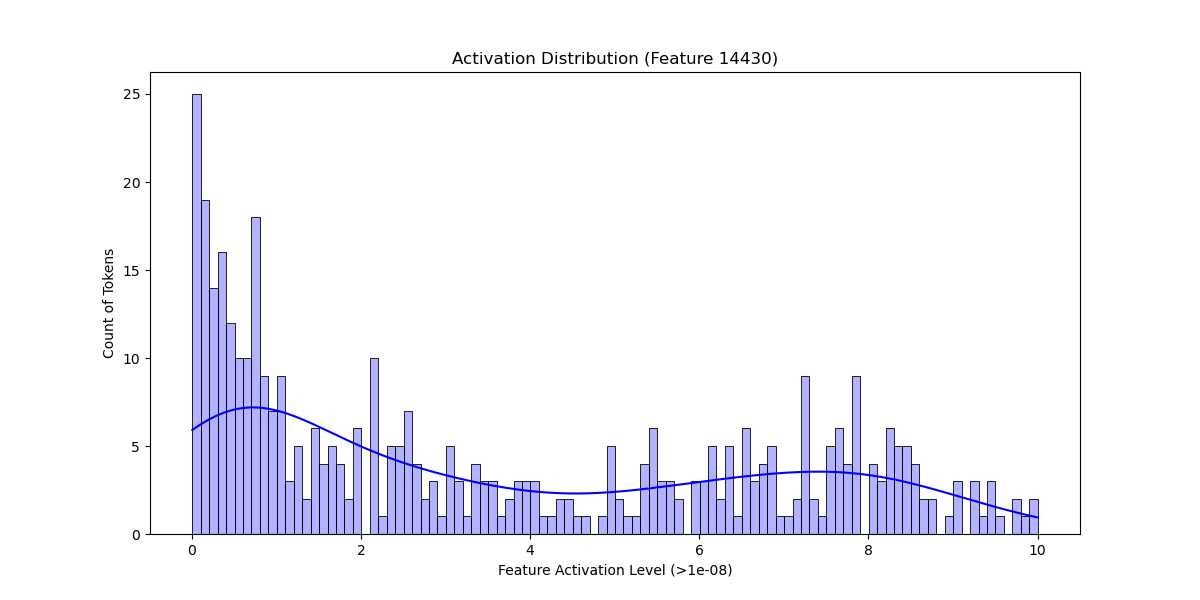 Activation Distribution (Feature 14430)
25
20
15
10
5
0
Count of Tokens
0 2 4 6 8 10
Feature Activation Level (>1e-08)